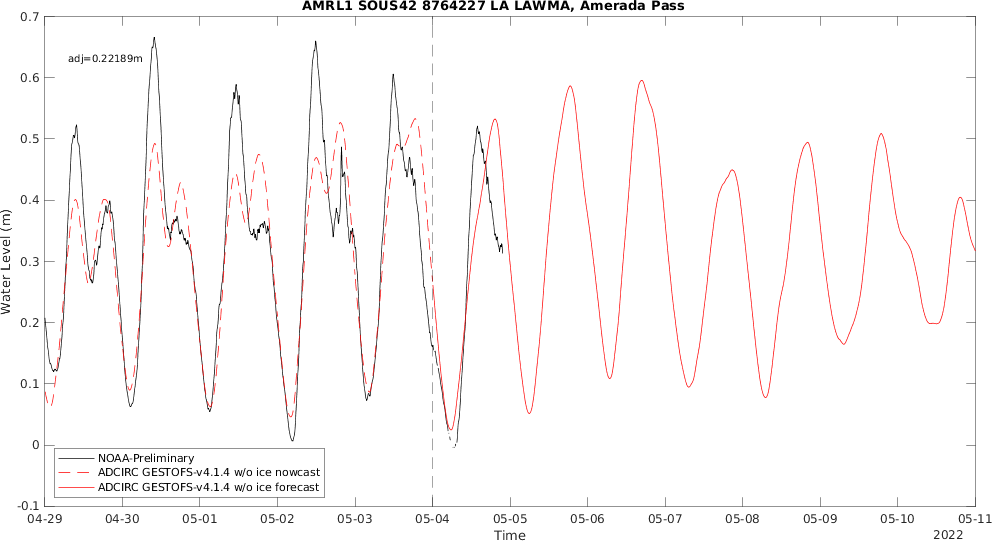 AMRL1 SOUS42 8764227 LA LAWMA, Amerada Pass
0.7
0.6
0.5
0.4
0.3
0.2
0.1
0
-0.1
Water Level (m)
adj=0.22189m
NOAA-Preliminary
ADCIRC GESTOFS-v4.1.4 w/o ice nowcast
ADCIRC GESTOFS-v4.1.4 w/o ice forecast
04-29 04-30 05-01 05-02 05-03 05-04 05-05 05-06 05-07 05-08 05-09 05-10 05-11
Time
2022